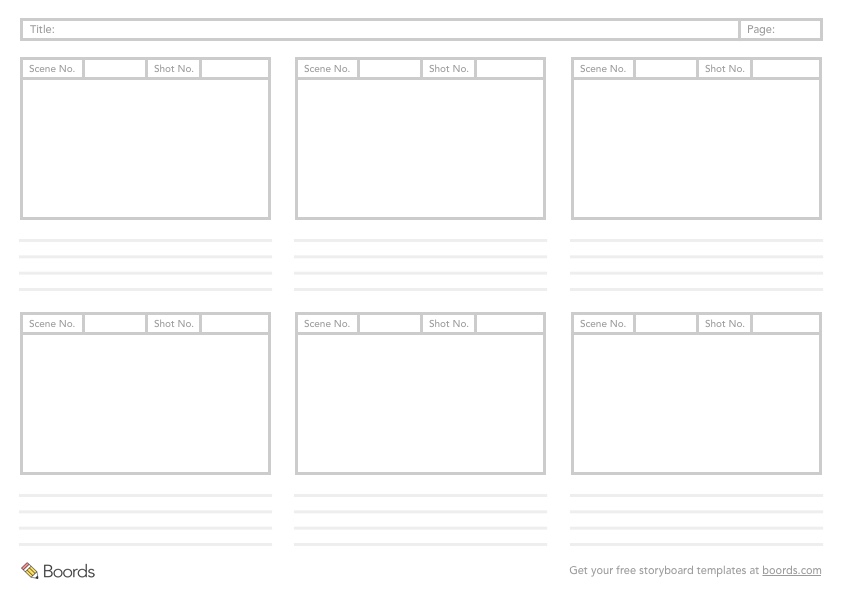 Title: Page:
Scene No. Shot No. Scene No. Shot No. Scene No. Shot No.
Scene No. Shot No. Scene No. Shot No. Scene No. Shot No.
Boords Get your free storyboard templates at boords.com